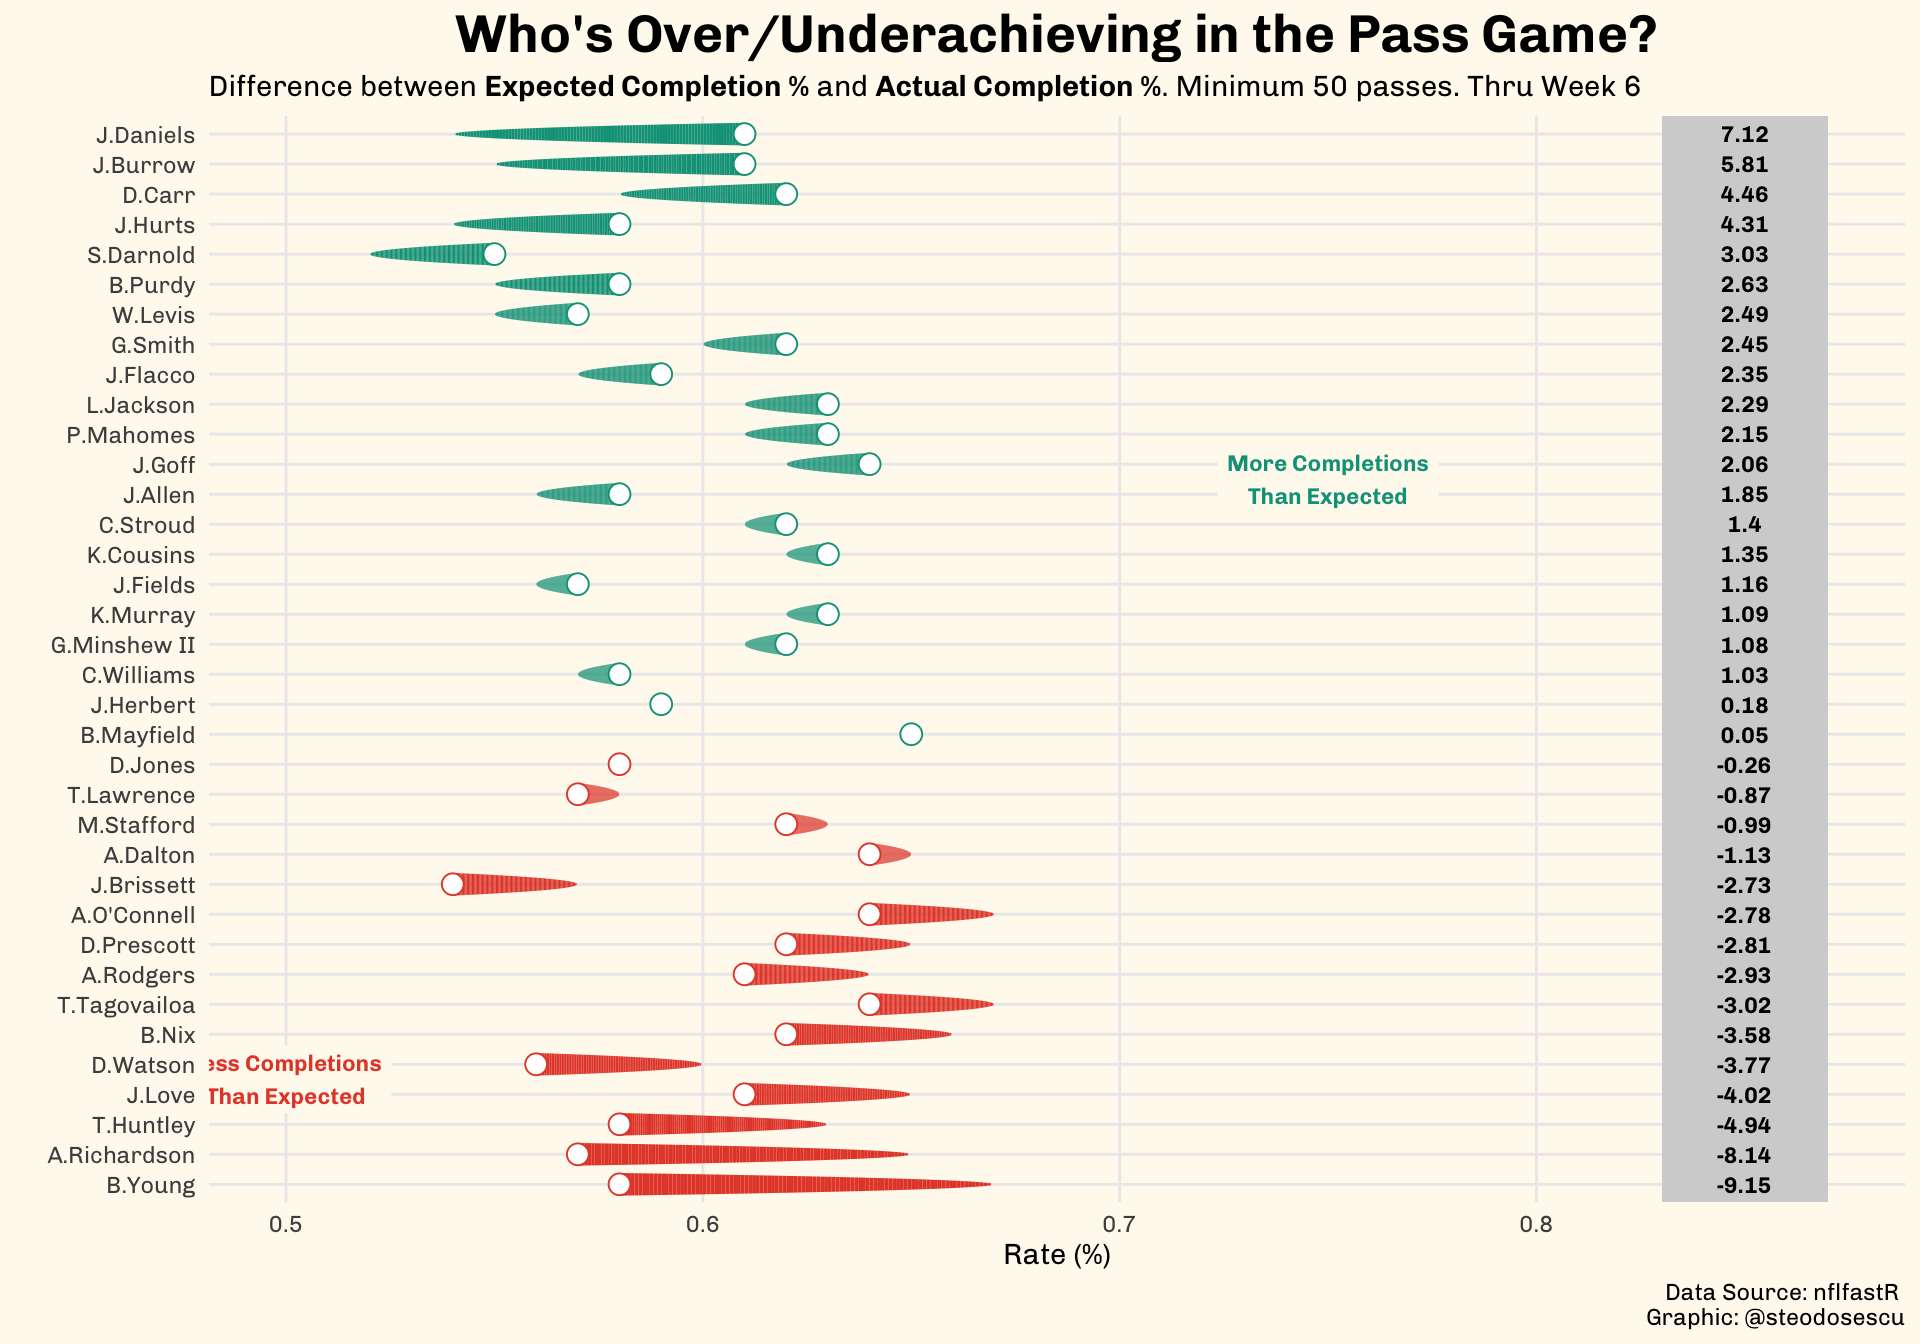 Who's Over/Underachieving in the Pass Game?
Difference between Expected Completion % and Actual Completion %. Minimum 50 passes. Thru Week 6
J.Daniels 7.12
J.Burrow 5.81
D.Carr 4.46
J.Hurts 4.31
S.Darnold 3.03
B.Purdy 2.63
W.Levis 2.49
G.Smith 2.45
J.Flacco 2.35
L.Jackson 2.29
P.Mahomes 2.15
J.Goff More Completions 2.06
J.Allen Than Expected 1.85
C.Stroud 1.4
K.Cousins 1.35
J.Fields 1.16
K.Murray 1.09
G.Minshew II 1.08
C.Williams 1.03
J.Herbert 0.18
B.Mayfield 0.05
D.Jones -0.26
T.Lawrence -0.87
M.Stafford -0.99
A.Dalton -1.13
J.Brissett -2.73
A.O'Connell -2.78
D.Prescott -2.81
A.Rodgers -2.93
T.Tagovailoa -3.02
B.Nix -3.58
D.Watson ess Completions -3.77
J.Love Than Expected -4.02
T.Huntley -4.94
A.Richardson -8.14
B.Young -9.15
0.5 0.6 0.7 0.8
Rate (%)
Data Source: nflfastR
Graphic: @steodosescu